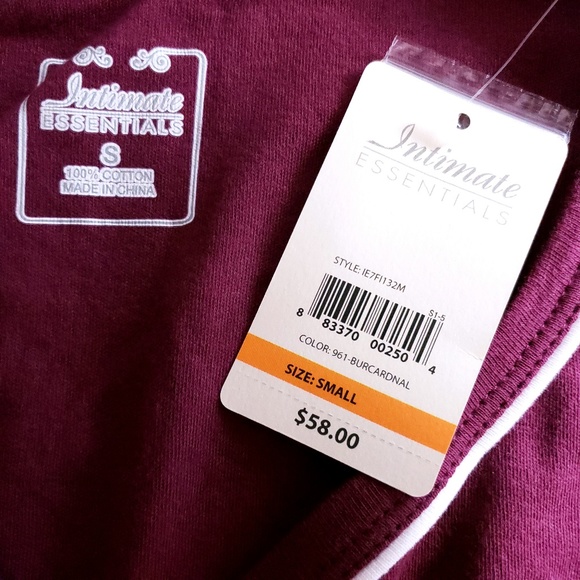 Intimate
ESSENTIALS
S
100% COTTON
MADE IN CHINA
Intimate
ESSENTIALS
STYLE: IE7FI132M
S1-5
8 83370 00250 4
COLOR: 961-BURCARDNAL
SIZE: SMALL
$58.00